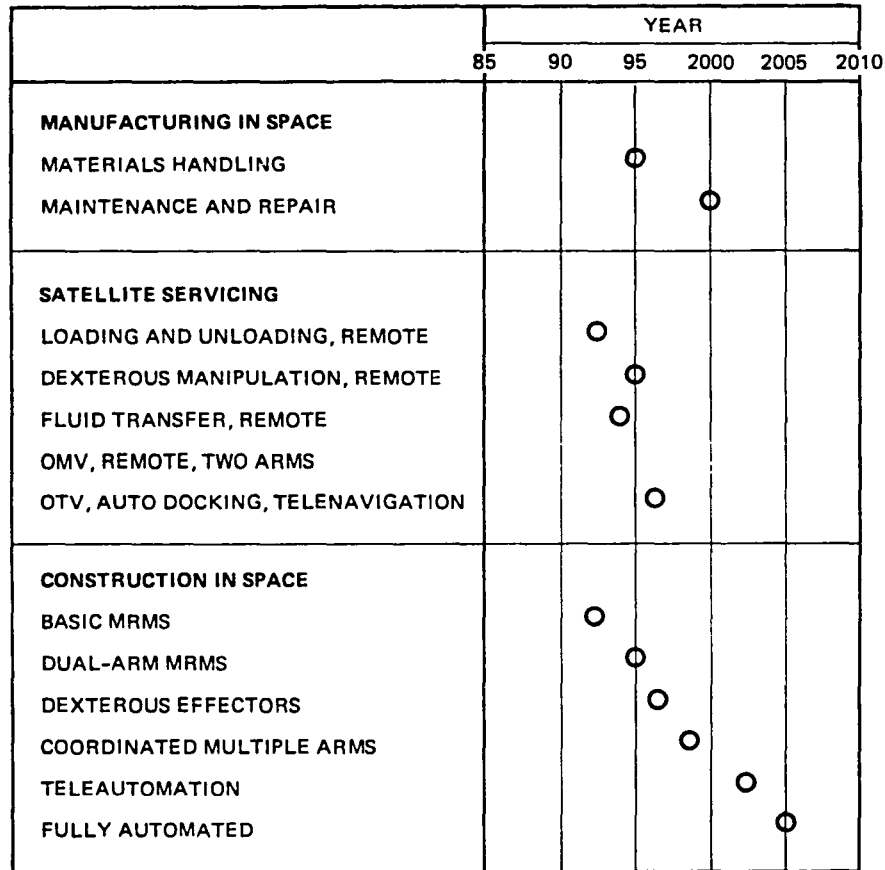 YEAR
85 90 95 2000 2005 2010
MANUFACTURING IN SPACE
MATERIALS HANDLING
MAINTENANCE AND REPAIR
SATELLITE SERVICING
LOADING AND UNLOADING, REMOTE
DEXTEROUS MANIPULATION, REMOTE
FLUID TRANSFER, REMOTE
OMV, REMOTE, TWO ARMS
OTV, AUTO DOCKING, TELENAVIGATION
CONSTRUCTION IN SPACE
BASIC MRMS
DUAL-ARM MRMS
DEXTEROUS EFFECTORS
COORDINATED MULTIPLE ARMS
TELEAUTOMATION
FULLY AUTOMATED